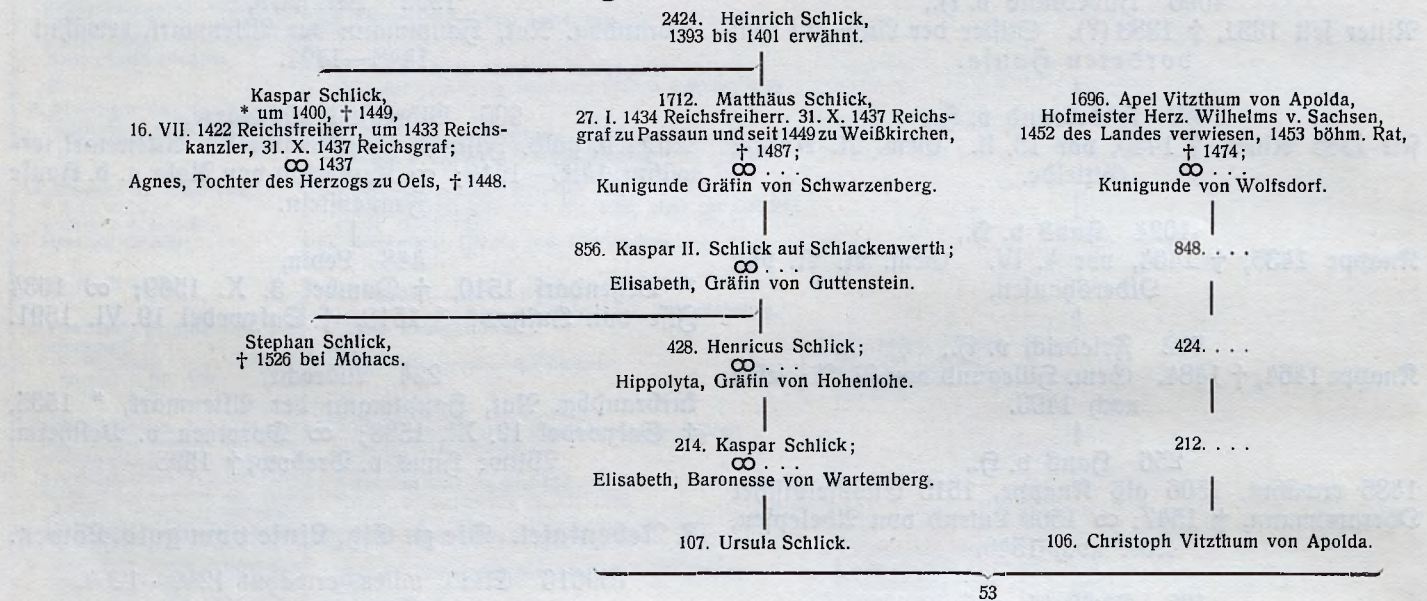 2424. Heinrich Schlick,
1393 bis 1401 erwähnt.
Kaspar Schlick,
* um 1400, † 1449,
16. VII. 1422 Reichsfreiherr, um 1433 Reichs-
kanzler, 31. X. 1437 Reichsgraf;
∞ 1437
Agnes, Tochter des Herzogs zu Oels, † 1448.
1712. Matthäus Schlick,
27. I. 1434 Reichsfreiherr. 31. X. 1437 Reichs-
graf zu Passaun und seit 1449 zu Weißkirchen,
† 1487;
∞ . . .
Kunigunde Gräfin von Schwarzenberg.
1696. Apel Vitzthum von Apolda,
Hofmeister Herz. Wilhelms v. Sachsen,
1452 des Landes verwiesen, 1453 böhm. Rat,
† 1474;
∞ . . .
Kunigunde von Wolfsdorf.
856. Kaspar II. Schlick auf Schlackenwerth;
∞ . . .
Elisabeth, Gräfin von Guttenstein.
848. . . .
Stephan Schlick,
† 1526 bei Mohacs.
428. Henricus Schlick;
∞ . . .
Hippolyta, Gräfin von Hohenlohe.
424. . . .
214. Kaspar Schlick;
∞ . . .
Elisabeth, Baronesse von Wartemberg.
212. . . .
107. Ursula Schlick.
106. Christoph Vitzthum von Apolda.
53